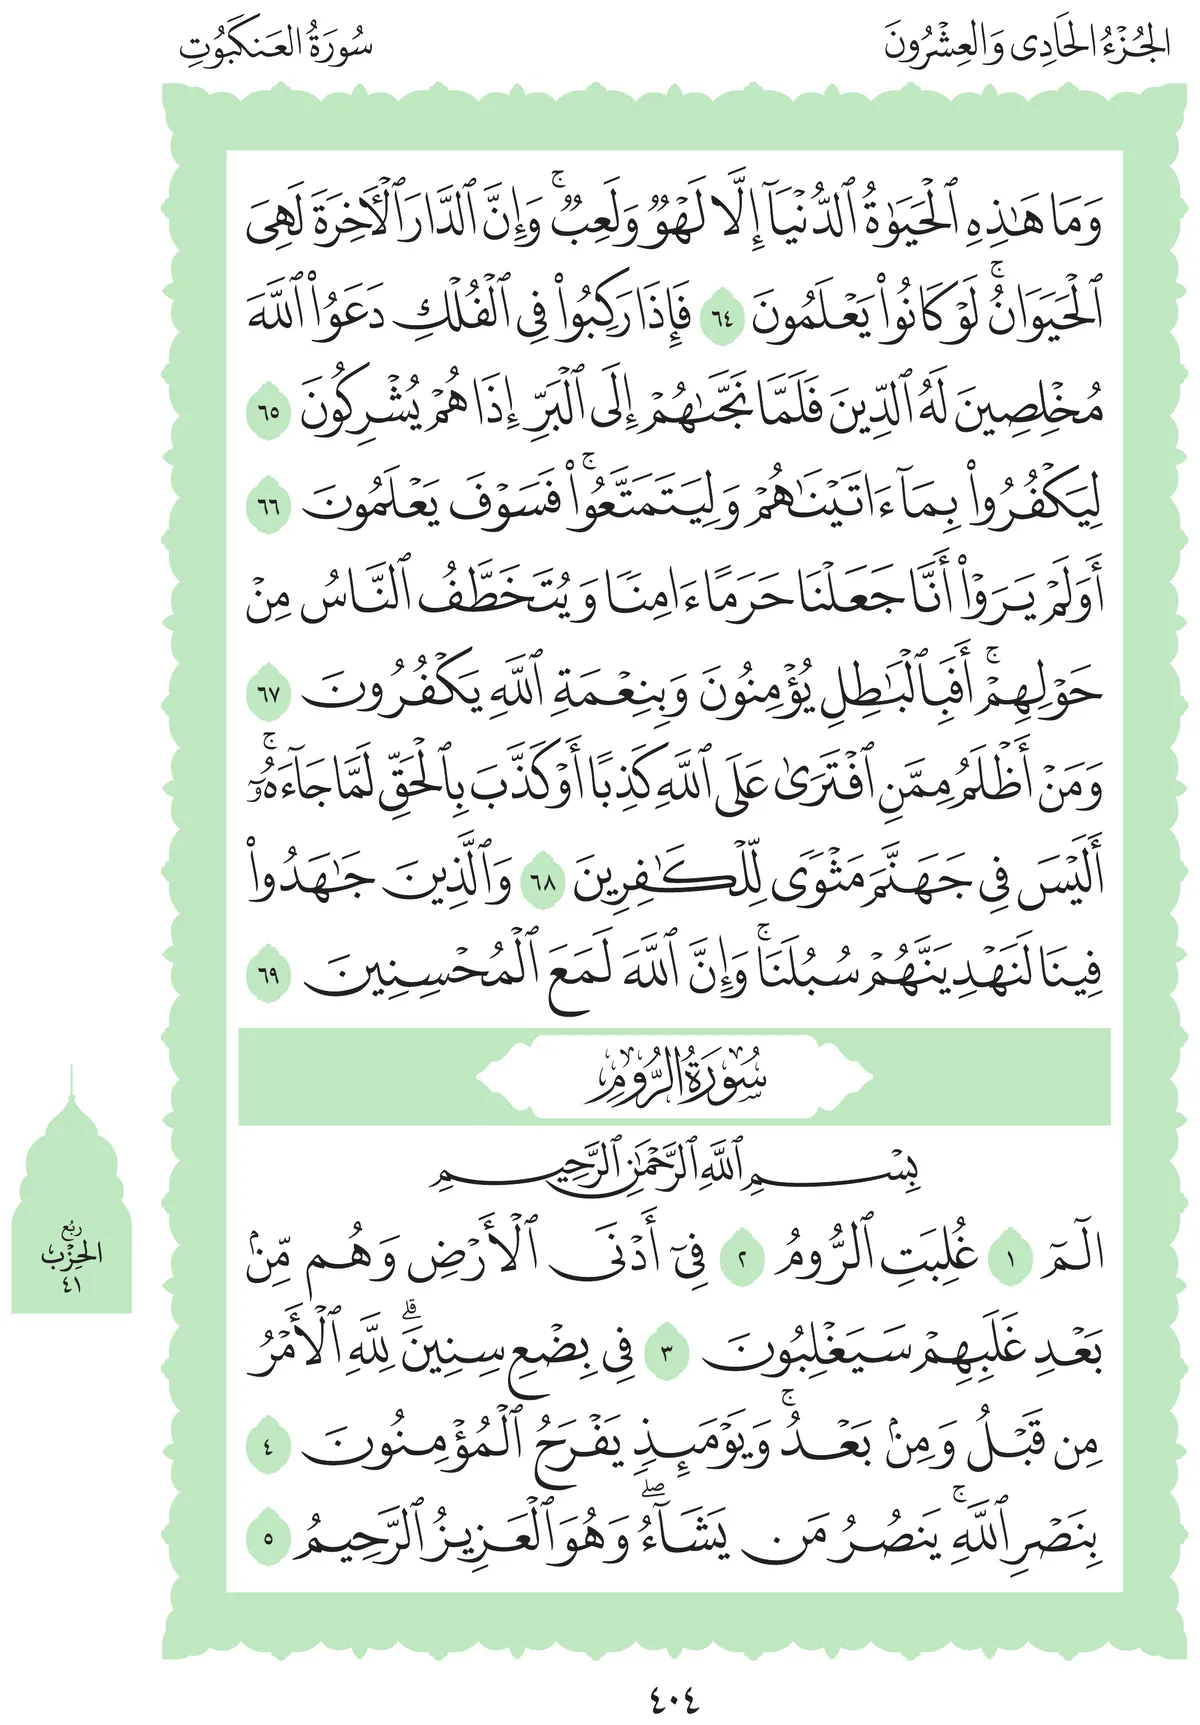 الجُزْءُ الحَادِى وَالعِشْرُونَ
سُورَةُ العَنكَبُوتِ
وَمَا هَٰذِهِ ٱلْحَيَوٰةُ ٱلدُّنْيَآ إِلَّا لَهْوٌ وَلَعِبٌ ۚ وَإِنَّ ٱلدَّارَ ٱلْأَخِرَةَ لَهِىَ
ٱلْحَيَوَانُ ۚ لَوْ كَانُوا۟ يَعْلَمُونَ ٦٤ فَإِذَا رَكِبُوا۟ فِى ٱلْفُلْكِ دَعَوُا۟ ٱللَّهَ
مُخْلِصِينَ لَهُ ٱلدِّينَ فَلَمَّا نَجَّىٰهُمْ إِلَى ٱلْبَرِّ إِذَا هُمْ يُشْرِكُونَ ٦٥
لِيَكْفُرُوا۟ بِمَآ ءَاتَيْنَٰهُمْ وَلِيَتَمَتَّعُوا۟ ۚ فَسَوْفَ يَعْلَمُونَ ٦٦
أَوَلَمْ يَرَوْا۟ أَنَّا جَعَلْنَا حَرَمًا ءَامِنًا وَيُتَخَطَّفُ ٱلنَّاسُ مِنْ
حَوْلِهِمْ ۚ أَفَبِٱلْبَٰطِلِ يُؤْمِنُونَ وَبِنِعْمَةِ ٱللَّهِ يَكْفُرُونَ ٦٧
وَمَنْ أَظْلَمُ مِمَّنِ ٱفْتَرَىٰ عَلَى ٱللَّهِ كَذِبًا أَوْ كَذَّبَ بِٱلْحَقِّ لَمَّا جَآءَهُۥٓ ۚ
أَلَيْسَ فِى جَهَنَّمَ مَثْوًى لِّلْكَٰفِرِينَ ٦٨ وَٱلَّذِينَ جَٰهَدُوا۟
فِينَا لَنَهْدِيَنَّهُمْ سُبُلَنَا ۚ وَإِنَّ ٱللَّهَ لَمَعَ ٱلْمُحْسِنِينَ ٦٩
سُورَةُ الرُّومِ
بِسْمِ ٱللَّهِ ٱلرَّحْمَٰنِ ٱلرَّحِيمِ
الٓمٓ ١ غُلِبَتِ ٱلرُّومُ ٢ فِىٓ أَدْنَى ٱلْأَرْضِ وَهُم مِّنۢ
بَعْدِ غَلَبِهِمْ سَيَغْلِبُونَ ٣ فِى بِضْعِ سِنِينَ ۗ لِلَّهِ ٱلْأَمْرُ
مِن قَبْلُ وَمِنۢ بَعْدُ ۚ وَيَوْمَئِذٍ يَفْرَحُ ٱلْمُؤْمِنُونَ ٤
بِنَصْرِ ٱللَّهِ ۚ يَنصُرُ مَن يَشَآءُ ۖ وَهُوَ ٱلْعَزِيزُ ٱلرَّحِيمُ ٥
ربع
الحِزْب
٤١
٤٠٤